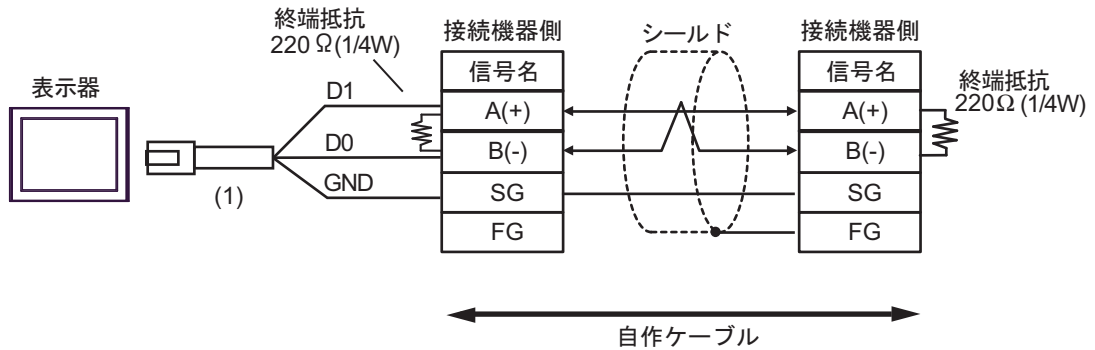 終端抵抗
220 Ω(1/4W)
接続機器側
シールド
接続機器側
表示器
D1
信号名
信号名
終端抵抗
220Ω (1/4W)
A(+)
A(+)
D0
B(-)
B(-)
(1)
GND
SG
SG
FG
FG
自作ケーブル